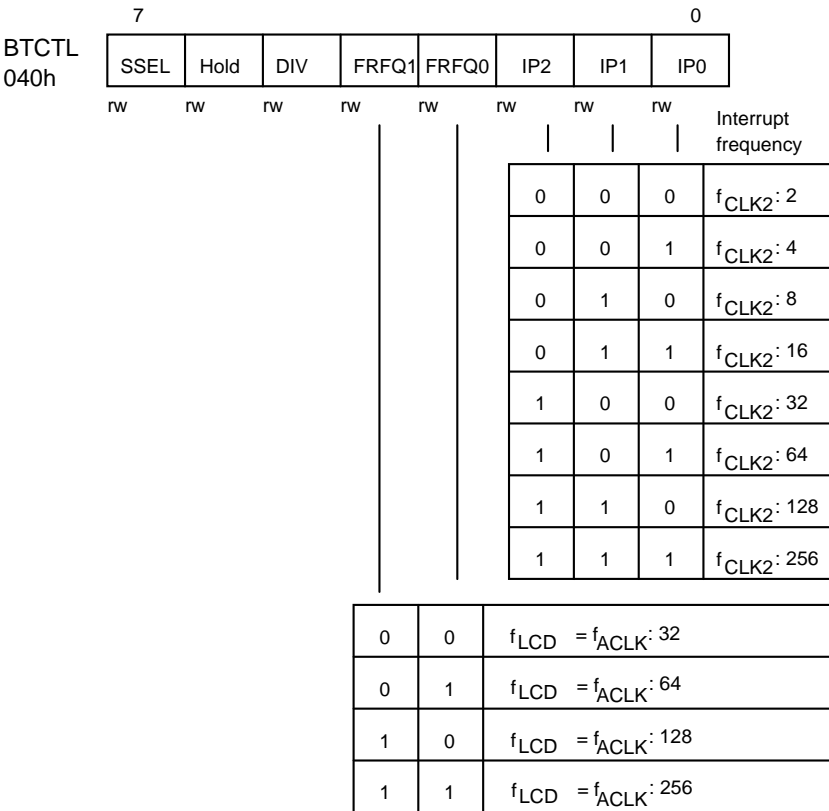 7 0
BTCTL
040h
SSEL Hold DIV FRFQ1 FRFQ0 IP2 IP1 IP0
rw rw rw rw rw rw rw rw
Interrupt
frequency
0 0 0 fCLK2: 2
0 0 1 fCLK2: 4
0 1 0 fCLK2: 8
0 1 1 fCLK2: 16
1 0 0 fCLK2: 32
1 0 1 fCLK2: 64
1 1 0 fCLK2: 128
1 1 1 fCLK2: 256
0 0 fLCD = fACLK: 32
0 1 fLCD = fACLK: 64
1 0 fLCD = fACLK: 128
1 1 fLCD = fACLK: 256